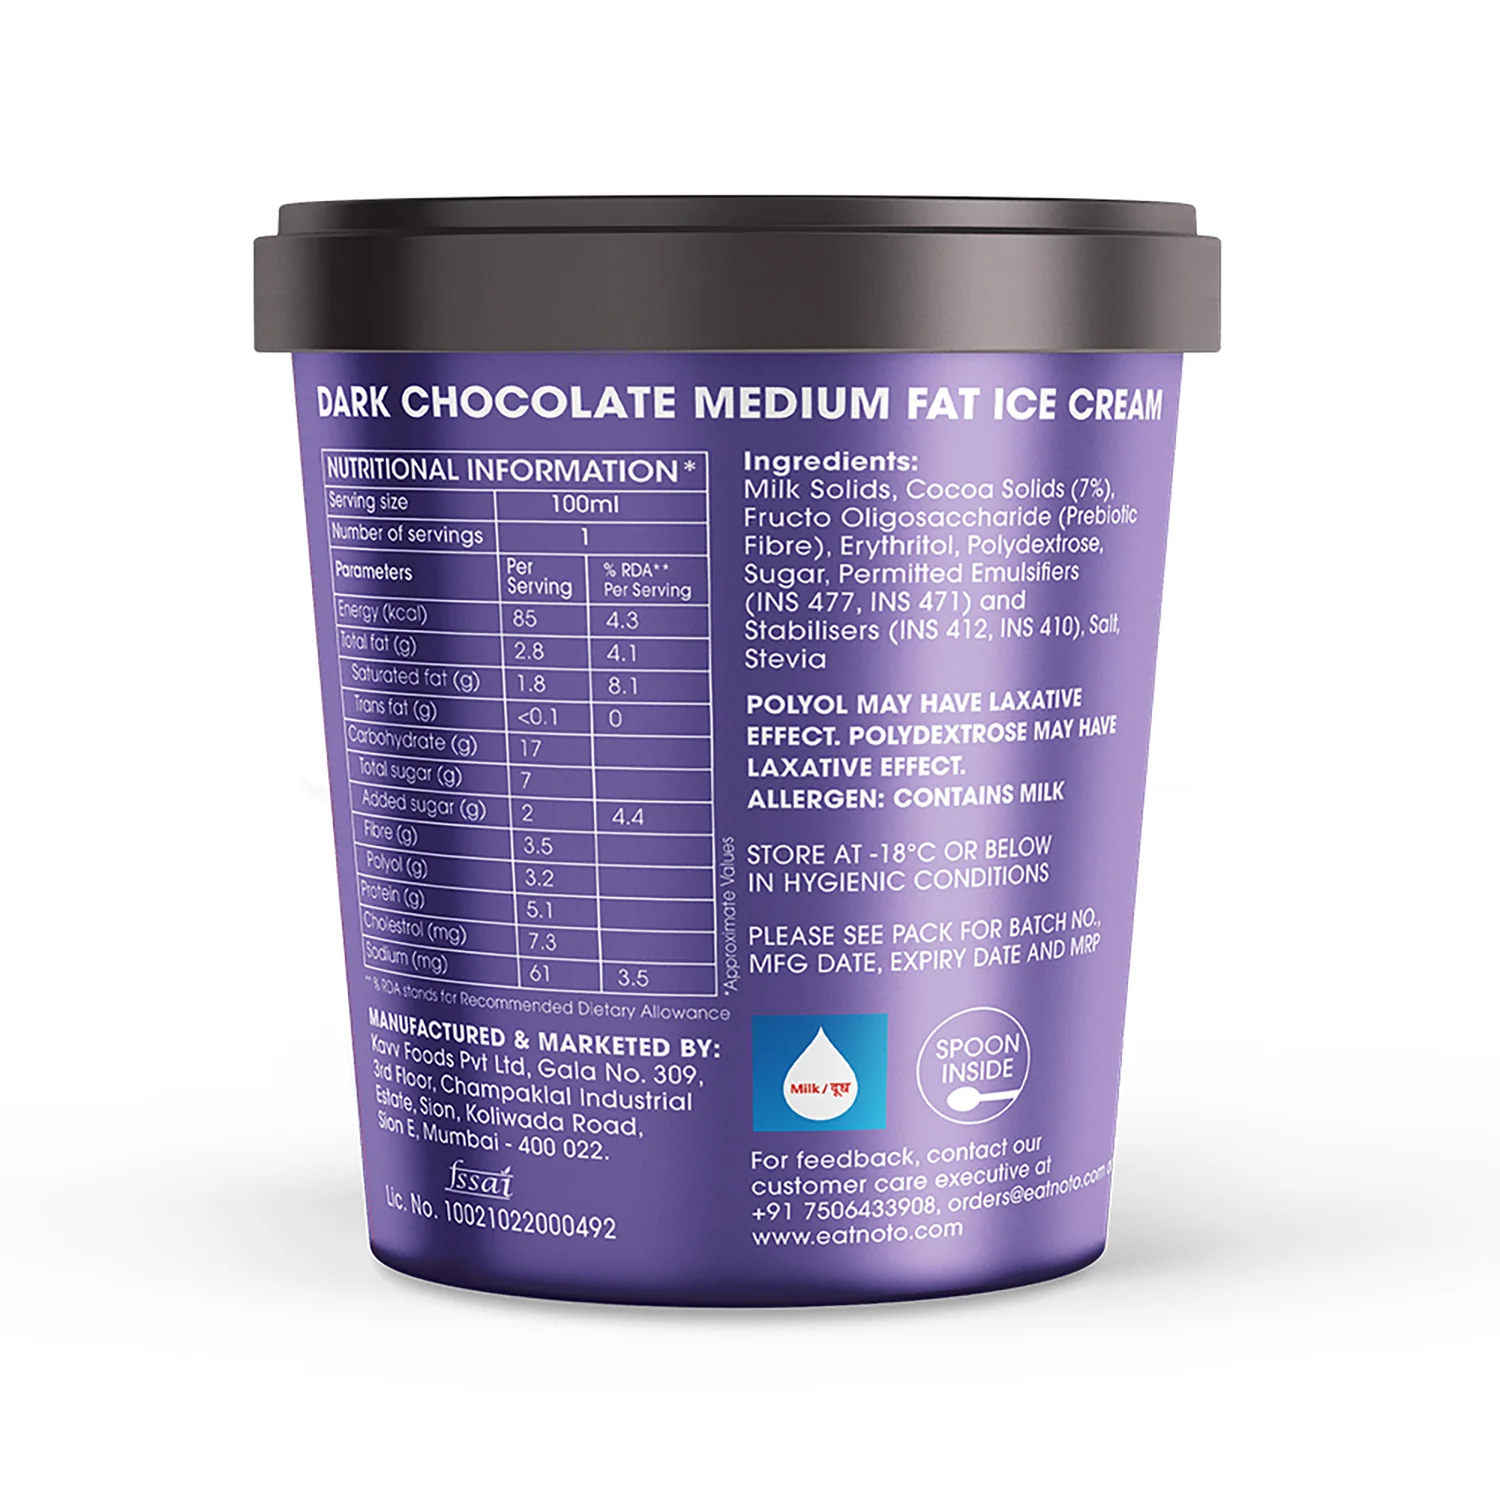 DARK CHOCOLATE MEDIUM FAT ICE CREAM
NUTRITIONAL INFORMATION*
Serving size 100ml
Number of servings 1
Parameters Per Serving % RDA** Per Serving
Energy (kcal) 85 4.3
Total fat (g) 2.8 4.1
Saturated fat (g) 1.8 8.1
Trans fat (g) <0.1 0
Carbohydrate (g) 17
Total sugar (g) 7
Added sugar (g) 2 4.4
Fibre (g) 3.5
Polyol (g) 3.2
Protein (g) 5.1
Cholestrol (mg) 7.3
Sodium (mg) 61 3.5
*Approximate Values
**% RDA stands for Recommended Dietary Allowance
MANUFACTURED & MARKETED BY:
Kavv Foods Pvt Ltd, Gala No. 309,
3rd Floor, Champaklal Industrial
Estate, Sion, Koliwada Road,
Sion E, Mumbai - 400 022.
fssai
Lic. No. 10021022000492
Ingredients:
Milk Solids, Cocoa Solids (7%),
Fructo Oligosaccharide (Prebiotic
Fibre), Erythritol, Polydextrose,
Sugar, Permitted Emulsifiers
(INS 477, INS 471) and
Stabilisers (INS 412, INS 410), Salt,
Stevia
POLYOL MAY HAVE LAXATIVE
EFFECT. POLYDEXTROSE MAY HAVE
LAXATIVE EFFECT.
ALLERGEN: CONTAINS MILK
STORE AT -18°C OR BELOW
IN HYGIENIC CONDITIONS
PLEASE SEE PACK FOR BATCH NO.,
MFG DATE, EXPIRY DATE AND MRP
Milk / दूध
SPOON
INSIDE
For feedback, contact our
customer care executive at
+91 7506433908, orders@eatnoto.com
www.eatnoto.com